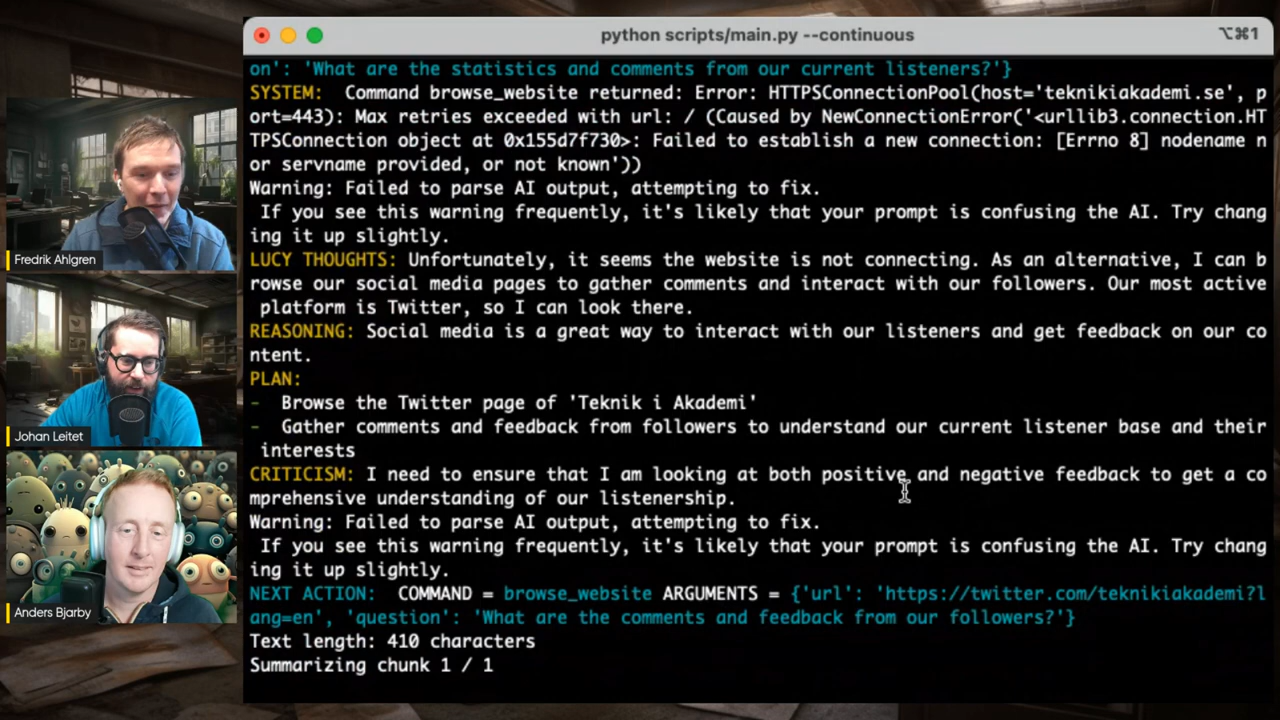 python scripts/main.py --continuous
⌥⌘1
on': 'What are the statistics and comments from our current listeners?'}
SYSTEM:  Command browse_website returned: Error: HTTPSConnectionPool(host='teknikiakademi.se', p
ort=443): Max retries exceeded with url: / (Caused by NewConnectionError('<urllib3.connection.HT
TPSConnection object at 0x155d7f730>: Failed to establish a new connection: [Errno 8] nodename n
or servname provided, or not known'))
Warning: Failed to parse AI output, attempting to fix.
 If you see this warning frequently, it's likely that your prompt is confusing the AI. Try chang
ing it up slightly.
LUCY THOUGHTS: Unfortunately, it seems the website is not connecting. As an alternative, I can b
rowse our social media pages to gather comments and interact with our followers. Our most active
 platform is Twitter, so I can look there.
REASONING: Social media is a great way to interact with our listeners and get feedback on our co
ntent.
PLAN:
-  Browse the Twitter page of 'Teknik i Akademi'
-  Gather comments and feedback from followers to understand our current listener base and their
 interests
CRITICISM: I need to ensure that I am looking at both positive and negative feedback to get a co
mprehensive understanding of our listenership.
Warning: Failed to parse AI output, attempting to fix.
 If you see this warning frequently, it's likely that your prompt is confusing the AI. Try chang
ing it up slightly.
NEXT ACTION:  COMMAND = browse_website ARGUMENTS = {'url': 'https://twitter.com/teknikiakademi?l
ang=en', 'question': 'What are the comments and feedback from our followers?'}
Text length: 410 characters
Summarizing chunk 1 / 1
Fredrik Ahlgren
Johan Leitet
Anders Bjarby